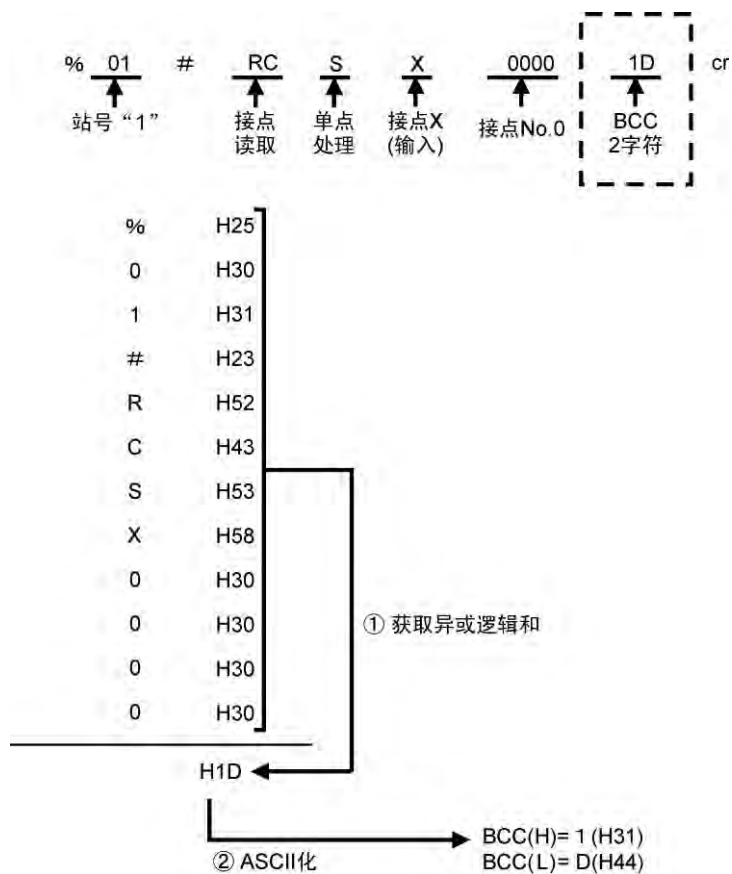 % 01 # RC S X 0000 1D cr
站号“1” 接点 单点 接点X 接点No.0 BCC
读取 处理 (输入) 2字符
% H25
0 H30
1 H31
# H23
R H52
C H43
S H53
X H58
0 H30
0 H30
0 H30
0 H30
① 获取异或逻辑和
H1D
BCC(H)= 1 (H31)
② ASCII化 BCC(L)= D(H44)